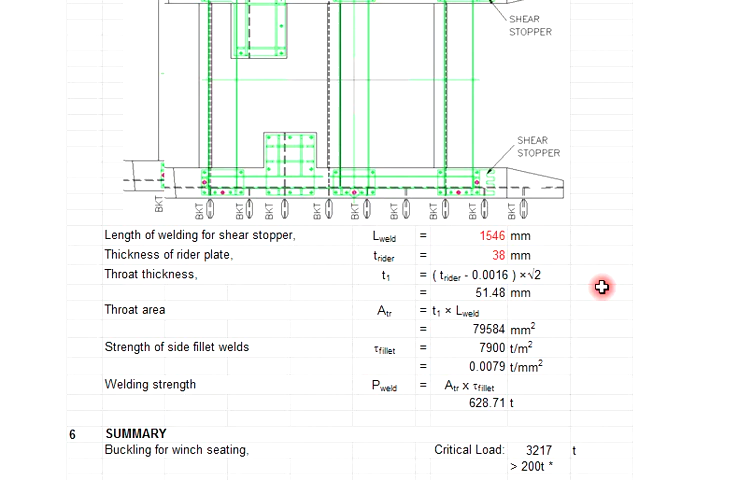 SHEAR
STOPPER
SHEAR
STOPPER
BKT
BKT BKT BKT BKT BKT BKT BKT BKT BKT
Length of welding for shear stopper, Lweld = 1546 mm
Thickness of rider plate, trider = 38 mm
Throat thickness, t1 = ( trider - 0.0016 ) ×√2
= 51.48 mm
Throat area Atr = t1 × Lweld
= 79584 mm2
Strength of side fillet welds τfillet = 7900 t/m2
= 0.0079 t/mm2
Welding strength Pweld = Atr x τfillet
628.71 t
6 SUMMARY
Buckling for winch seating, Critical Load: 3217 t
> 200t *